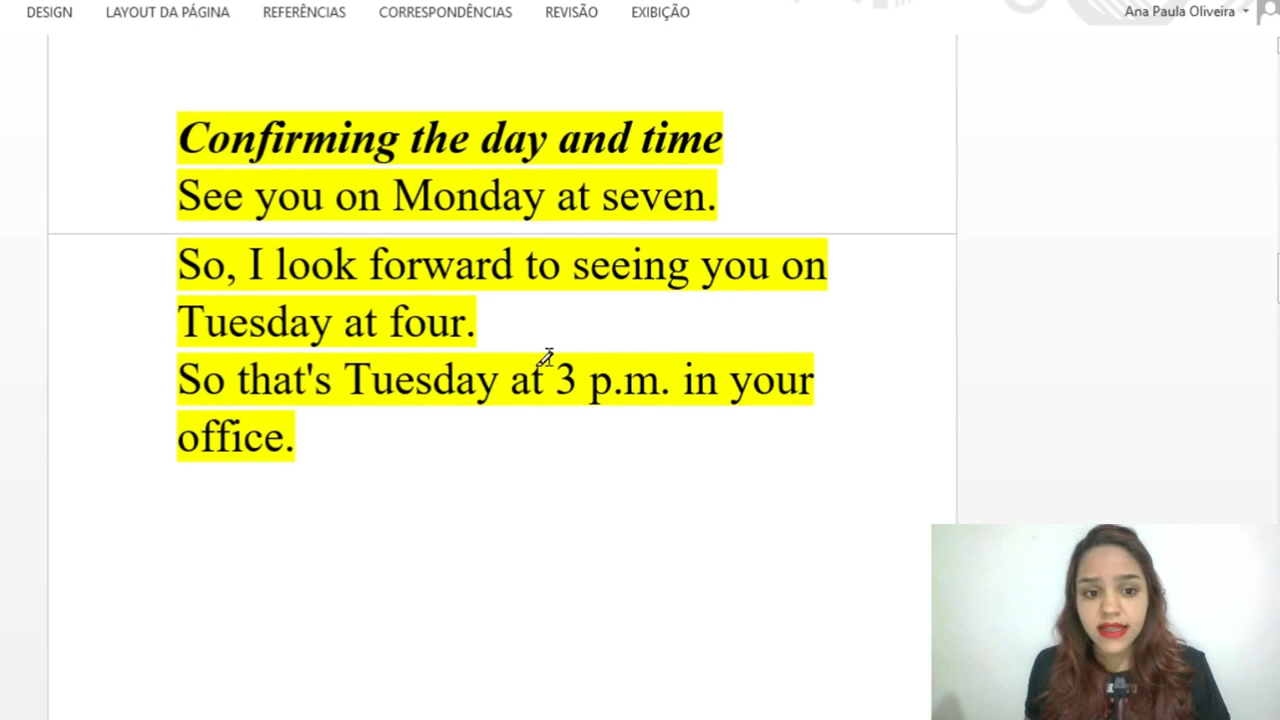 DESIGN LAYOUT DA PÁGINA REFERÊNCIAS CORRESPONDÊNCIAS REVISÃO EXIBIÇÃO Ana Paula Oliveira
Confirming the day and time
See you on Monday at seven.
So, I look forward to seeing you on
Tuesday at four.
So that's Tuesday at 3 p.m. in your
office.